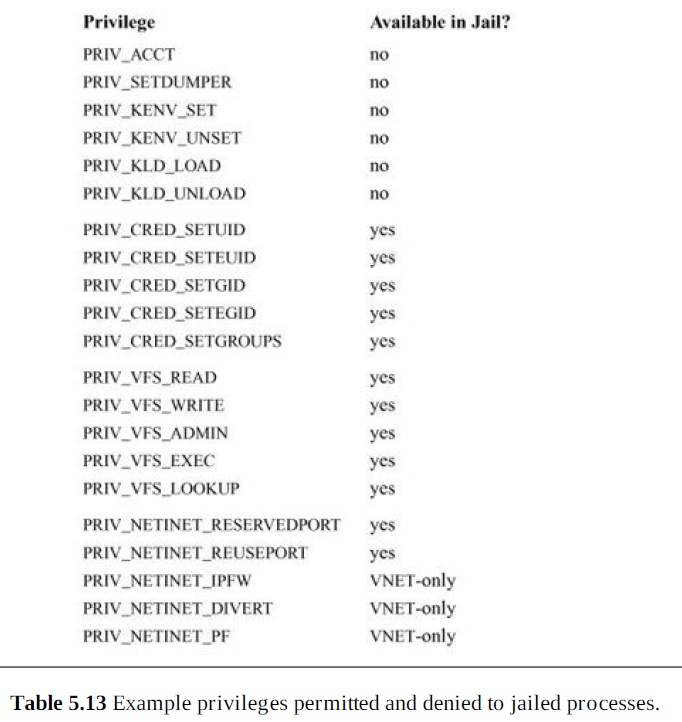 Privilege Available in Jail?
PRIV_ACCT no
PRIV_SETDUMPER no
PRIV_KENV_SET no
PRIV_KENV_UNSET no
PRIV_KLD_LOAD no
PRIV_KLD_UNLOAD no
PRIV_CRED_SETUID yes
PRIV_CRED_SETEUID yes
PRIV_CRED_SETGID yes
PRIV_CRED_SETEGID yes
PRIV_CRED_SETGROUPS yes
PRIV_VFS_READ yes
PRIV_VFS_WRITE yes
PRIV_VFS_ADMIN yes
PRIV_VFS_EXEC yes
PRIV_VFS_LOOKUP yes
PRIV_NETINET_RESERVEDPORT yes
PRIV_NETINET_REUSEPORT yes
PRIV_NETINET_IPFW VNET-only
PRIV_NETINET_DIVERT VNET-only
PRIV_NETINET_PF VNET-only
Table 5.13 Example privileges permitted and denied to jailed processes.